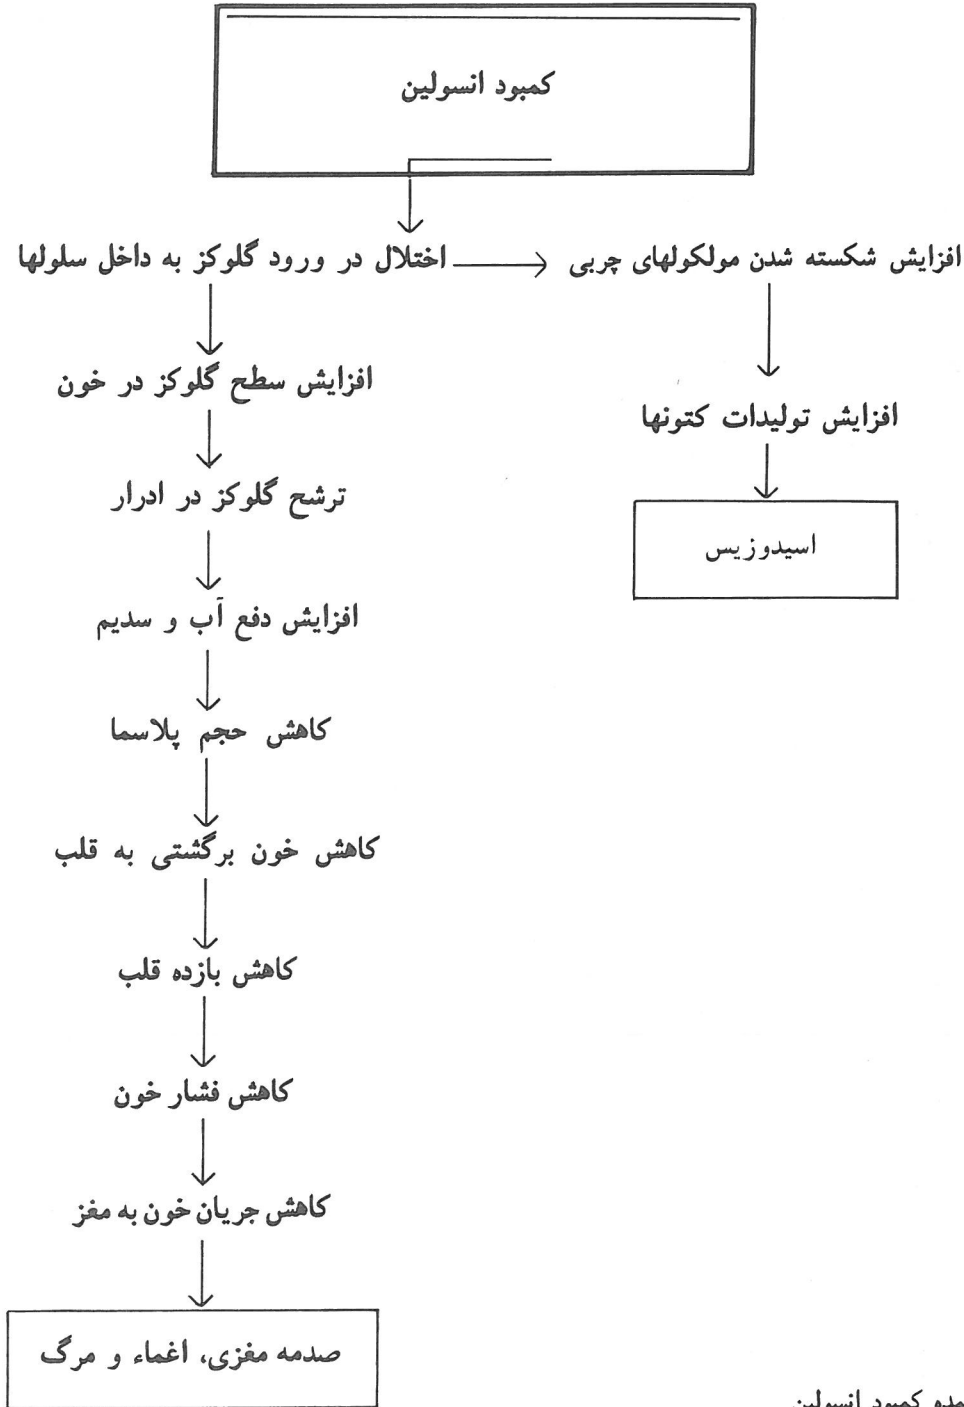 کمبود انسولین
افزایش شکسته شدن مولکولهای چربی
اختلال در ورود گلوکز به داخل سلولها
افزایش سطح گلوکز در خون
افزایش تولیدات کتونها
ترشح گلوکز در ادرار
اسیدوزیس
افزایش دفع آب و سدیم
کاهش حجم پلاسما
کاهش خون برگشتی به قلب
کاهش بازده قلب
کاهش فشار خون
کاهش جریان خون به مغز
صدمه مغزی، اغماء و مرگ
کمبود انسولین